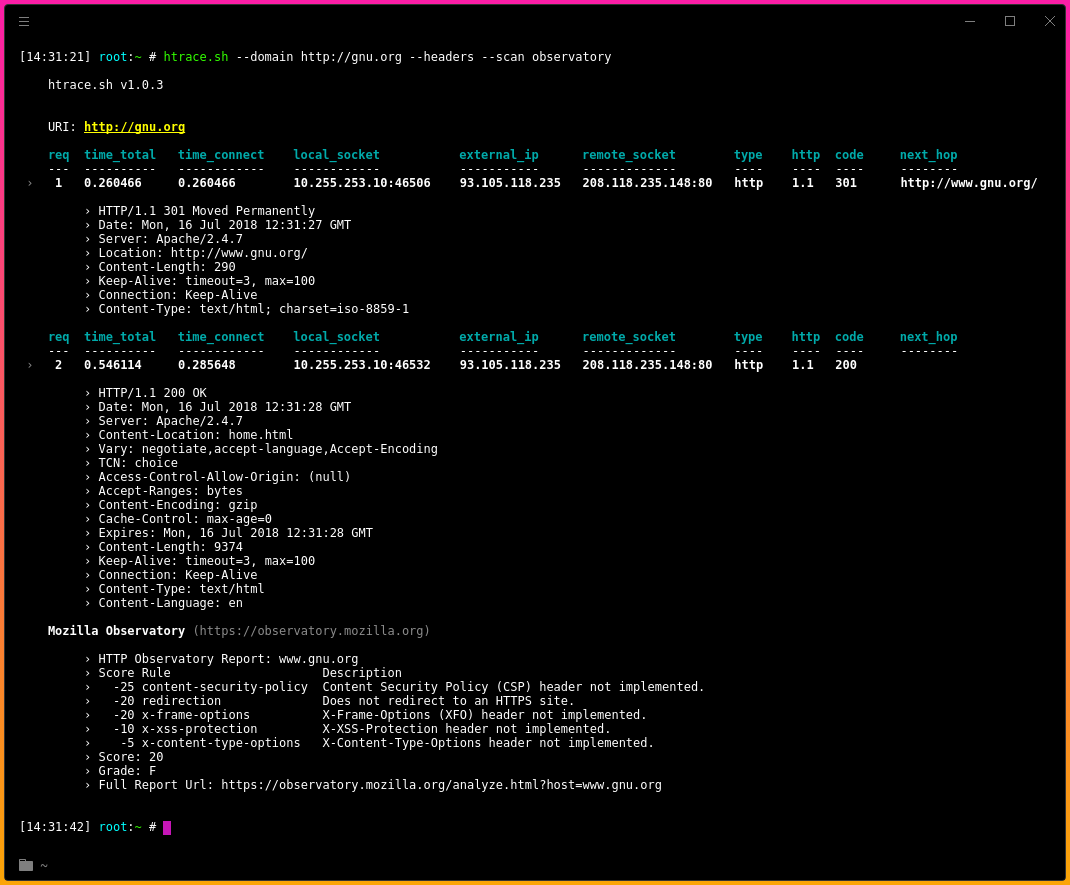 [14:31:21] root:~ # htrace.sh --domain http://gnu.org --headers --scan observatory
htrace.sh v1.0.3
URI: http://gnu.org
req  time_total   time_connect    local_socket           external_ip      remote_socket        type    http  code     next_hop
---  ----------   ------------    ------------           -----------      -------------        ----    ----  ----     --------
›   1   0.260466     0.260466        10.255.253.10:46506    93.105.118.235   208.118.235.148:80   http    1.1   301      http://www.gnu.org/
› HTTP/1.1 301 Moved Permanently
› Date: Mon, 16 Jul 2018 12:31:27 GMT
› Server: Apache/2.4.7
› Location: http://www.gnu.org/
› Content-Length: 290
› Keep-Alive: timeout=3, max=100
› Connection: Keep-Alive
› Content-Type: text/html; charset=iso-8859-1
req  time_total   time_connect    local_socket           external_ip      remote_socket        type    http  code     next_hop
---  ----------   ------------    ------------           -----------      -------------        ----    ----  ----     --------
›   2   0.546114     0.285648        10.255.253.10:46532    93.105.118.235   208.118.235.148:80   http    1.1   200
› HTTP/1.1 200 OK
› Date: Mon, 16 Jul 2018 12:31:28 GMT
› Server: Apache/2.4.7
› Content-Location: home.html
› Vary: negotiate,accept-language,Accept-Encoding
› TCN: choice
› Access-Control-Allow-Origin: (null)
› Accept-Ranges: bytes
› Content-Encoding: gzip
› Cache-Control: max-age=0
› Expires: Mon, 16 Jul 2018 12:31:28 GMT
› Content-Length: 9374
› Keep-Alive: timeout=3, max=100
› Connection: Keep-Alive
› Content-Type: text/html
› Content-Language: en
Mozilla Observatory (https://observatory.mozilla.org)
› HTTP Observatory Report: www.gnu.org
› Score Rule                     Description
›   -25 content-security-policy  Content Security Policy (CSP) header not implemented.
›   -20 redirection              Does not redirect to an HTTPS site.
›   -20 x-frame-options          X-Frame-Options (XFO) header not implemented.
›   -10 x-xss-protection         X-XSS-Protection header not implemented.
›    -5 x-content-type-options   X-Content-Type-Options header not implemented.
› Score: 20
› Grade: F
› Full Report Url: https://observatory.mozilla.org/analyze.html?host=www.gnu.org
[14:31:42] root:~ #
~